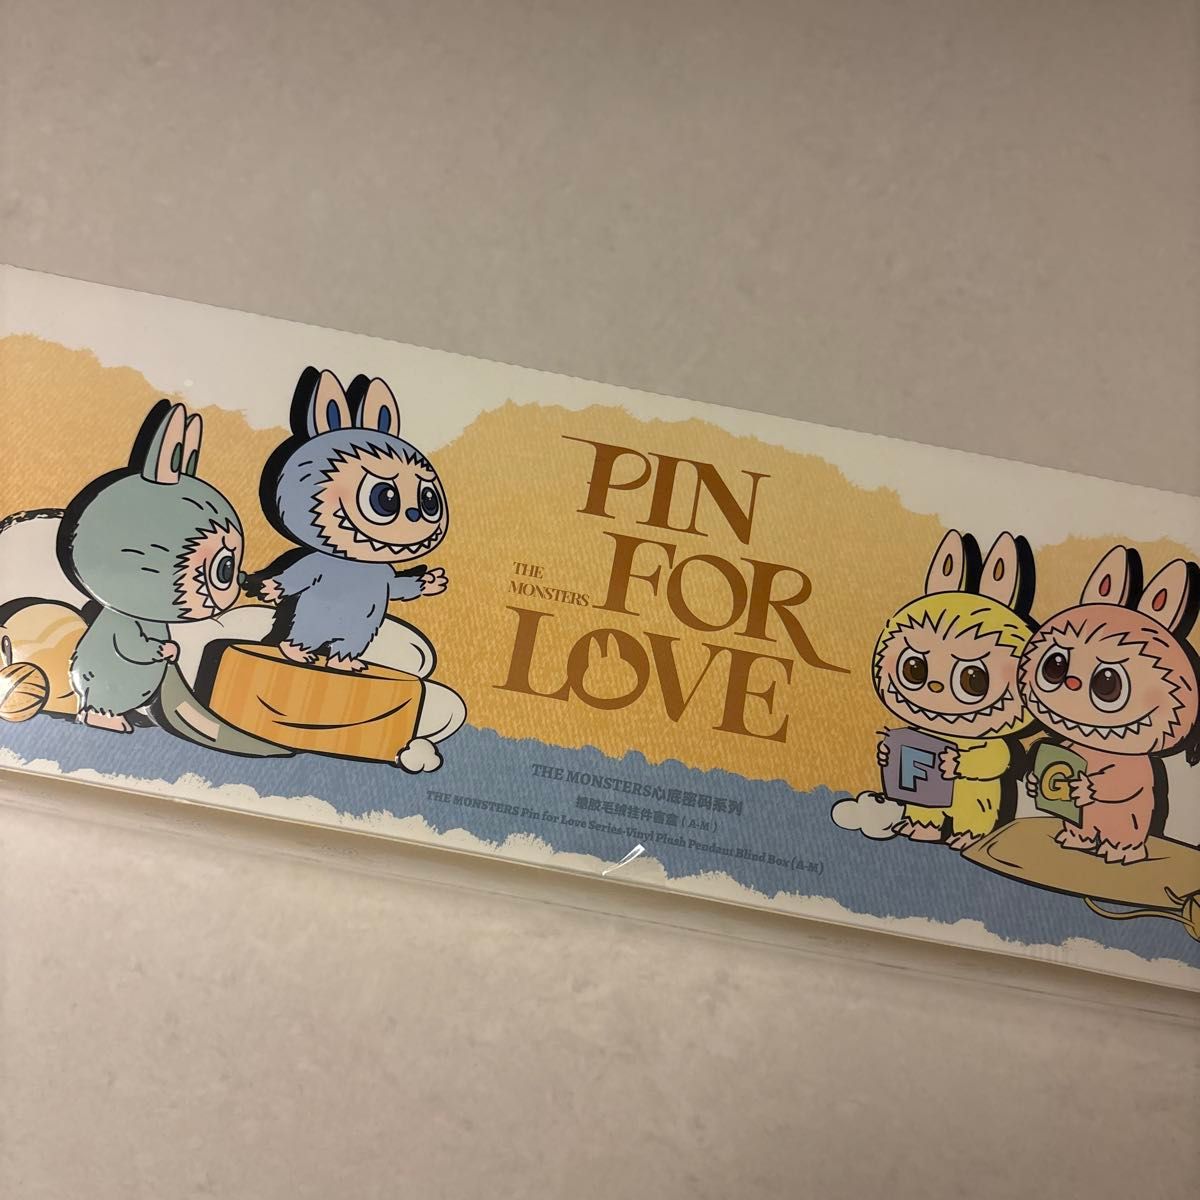 PIN
FOR
THE
MONSTERS
LOVE
F
G
THE MONSTERS心底密码系列
搪胶毛绒挂件盲盒 (A-M)
THE MONSTERS Pin for Love Series-Vinyl Plush Pendant Blind Box (A-M)